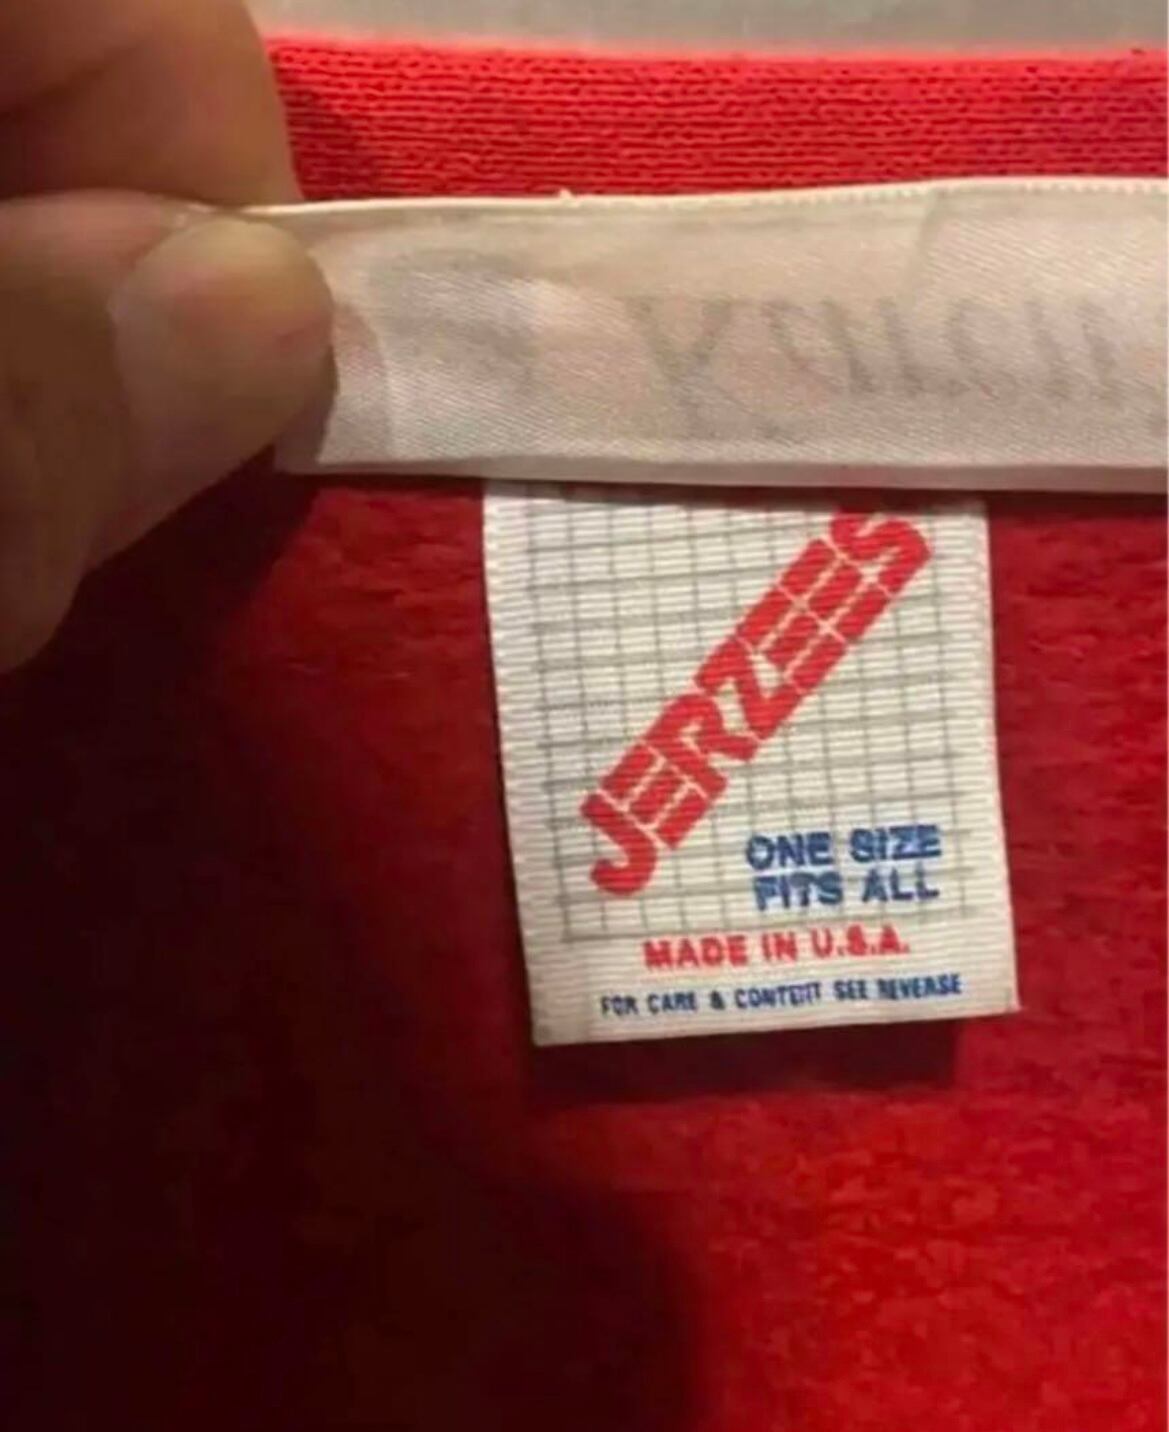 JERZEES
ONE SIZE
FITS ALL
MADE IN U.S.A.
FOR CARE & CONTENT SEE REVERSE